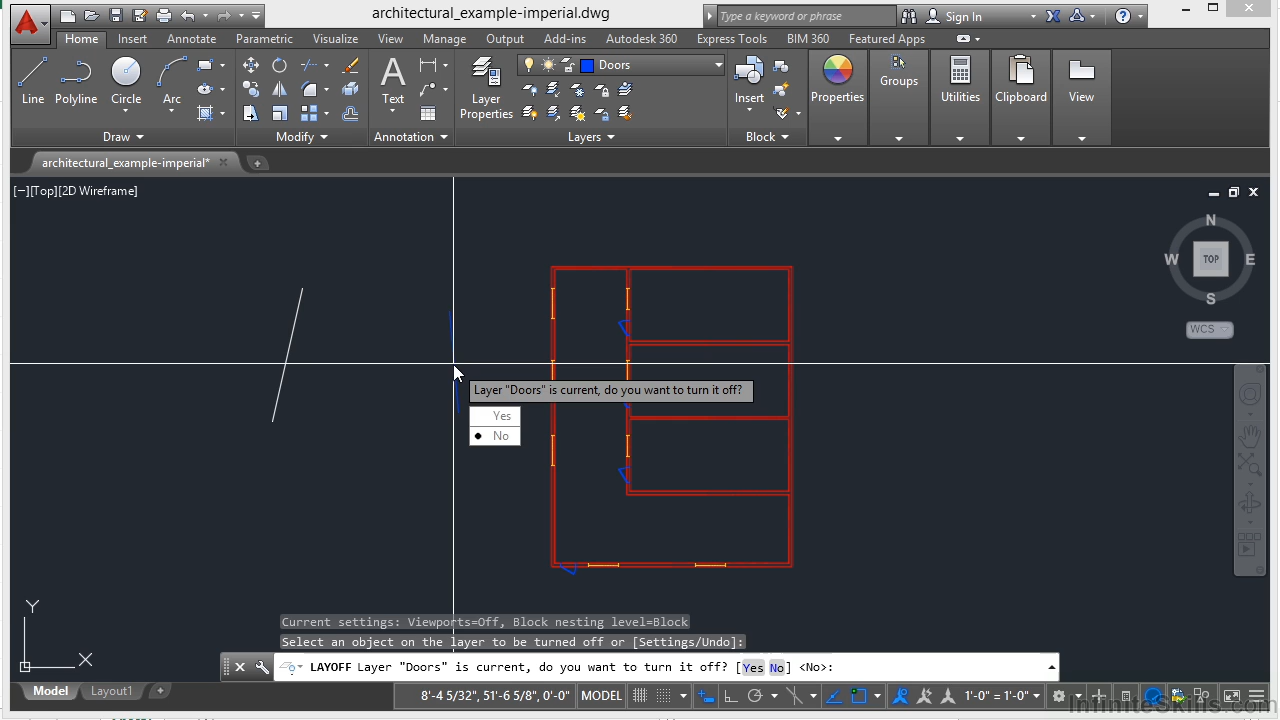 architectural_example-imperial.dwg
Type a keyword or phrase
Sign In
Home Insert Annotate Parametric Visualize View Manage Output Add-ins Autodesk 360 Express Tools BIM 360 Featured Apps
Line Polyline Circle Arc Text Layer Properties Doors Insert Properties Groups Utilities Clipboard View
Draw Modify Annotation Layers Block
architectural_example-imperial*
[−][Top][2D Wireframe]
N
W TOP E
S
WCS
Layer "Doors" is current, do you want to turn it off?
Yes
No
Y
X
Current settings: Viewports=Off, Block nesting level=Block
Select an object on the layer to be turned off or [Settings/Undo]:
LAYOFF Layer "Doors" is current, do you want to turn it off? [Yes No] <No>:
Model Layout1
8'-4 5/32", 51'-6 5/8", 0'-0" MODEL 1'-0" = 1'-0"
InfiniteSkills.com